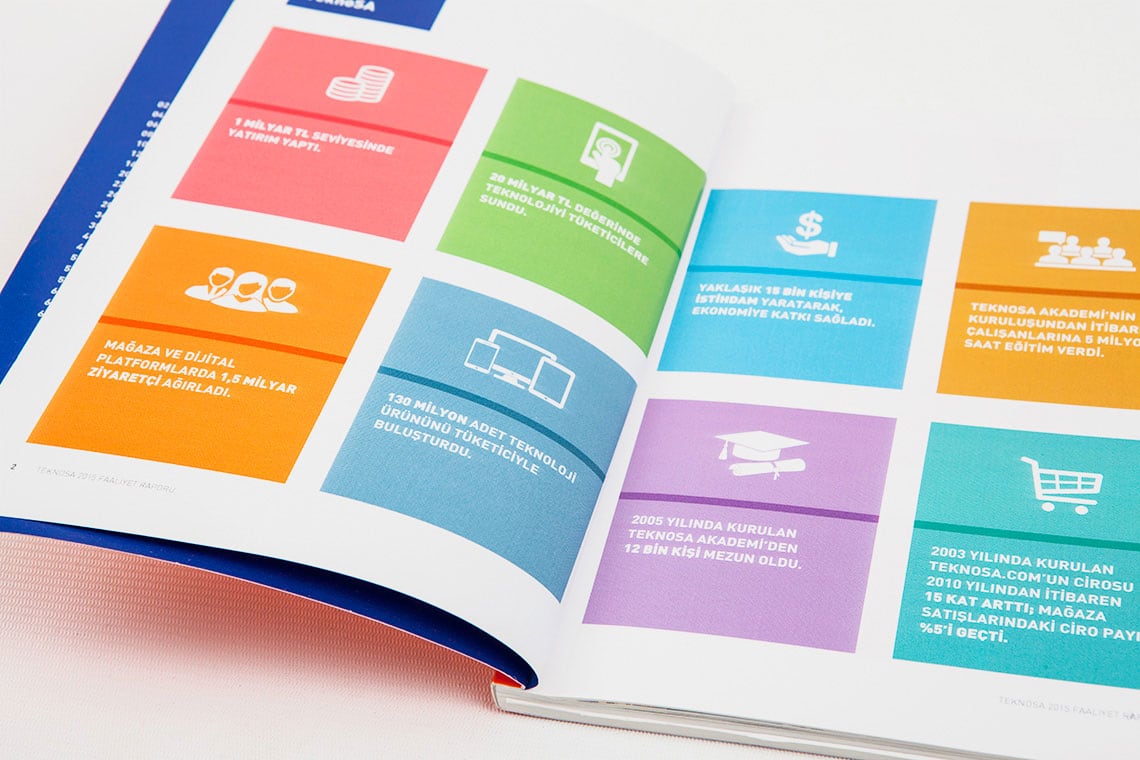 TeknoSA
1 MİLYAR TL SEVİYESİNDE
YATIRIM YAPTI.
20 MİLYAR TL DEĞERİNDE
TEKNOLOJİYİ TÜKETİCİLERE
SUNDU.
MAĞAZA VE DİJİTAL
PLATFORMLARDA 1,5 MİLYAR
ZİYARETÇİ AĞIRLADI.
130 MİLYON ADET TEKNOLOJİ
ÜRÜNÜNÜ TÜKETİCİYLE
BULUŞTURDU.
2 TEKNOSA 2015 FAALİYET RAPORU
YAKLAŞIK 15 BİN KİŞİYE
İSTİHDAM YARATARAK,
EKONOMİYE KATKI SAĞLADI.
TEKNOSA AKADEMİ'NİN
KURULUŞUNDAN İTİBAR
ÇALIŞANLARINA 5 MİLYO
SAAT EĞİTİM VERDİ.
2005 YILINDA KURULAN
TEKNOSA AKADEMİ'DEN
12 BİN KİŞİ MEZUN OLDU.
2003 YILINDA KURULAN
TEKNOSA.COM'UN CİROSU
2010 YILINDAN İTİBAREN
15 KAT ARTTI; MAĞAZA
SATIŞLARINDAKİ CİRO PAYI
%5'İ GEÇTİ.
TEKNOSA 2015 FAALİYET RA